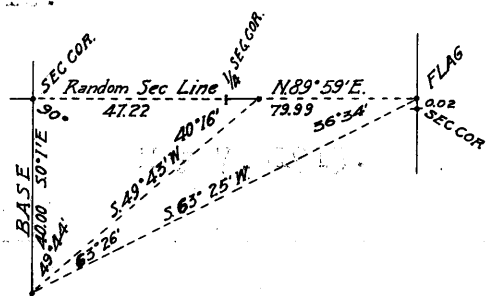 SEC COR.
1/4 SEC. COR.
FLAG
Random Sec Line
N.89° 59'E.
47.22
79.99
0.02
SEC COR
90°
40°16'
36°34'
S.49° 43' W
S. 63° 25' W.
BASE
40.00 S.0° 1'E
49° 44'
63°26'